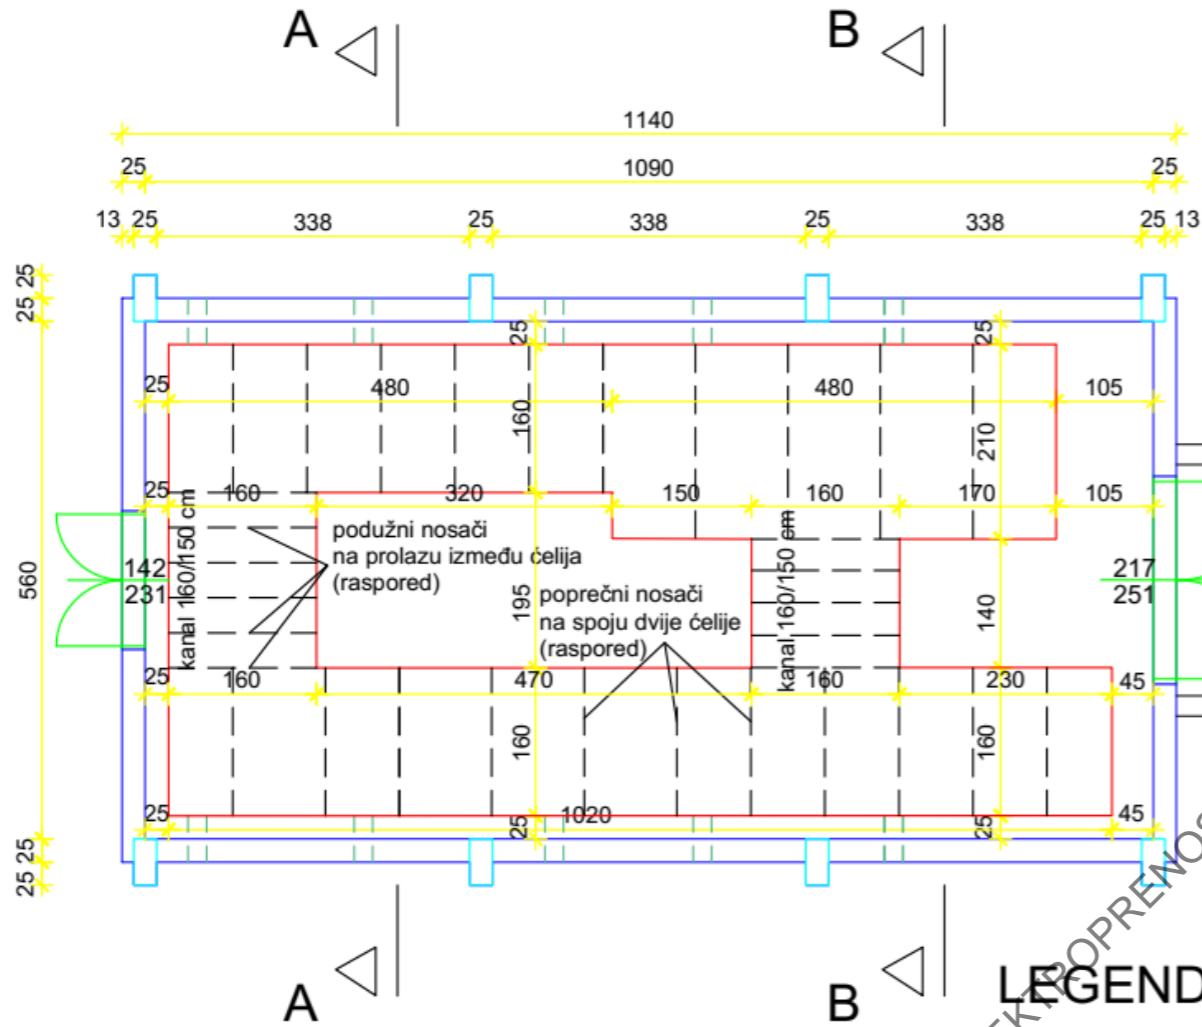 A B
1140
25 1090 25
13 25 338 25 338 25 338 25 13
25
25
25 25
25 480 480 105
160 210
25 160 320 150 160 170 105
podužni nosači
na prolazu između ćelija
(raspored)
kanal 160/150 cm
142
231
560
195
poprečni nosači
na spoju dvije ćelije
(raspored)
kanal 160/150 cm
140
217
251
25 160 470 160 230 45
160 160
25 1020 45
25 25
25
25
A B
LEGEND
EKTROPRENOS